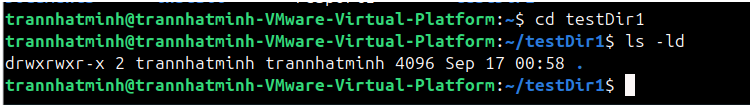 trannhatminh@trannhatminh-VMware-Virtual-Platform:~$ cd testDir1
trannhatminh@trannhatminh-VMware-Virtual-Platform:~/testDir1$ ls -ld
drwxrwxr-x 2 trannhatminh trannhatminh 4096 Sep 17 00:58 .
trannhatminh@trannhatminh-VMware-Virtual-Platform:~/testDir1$